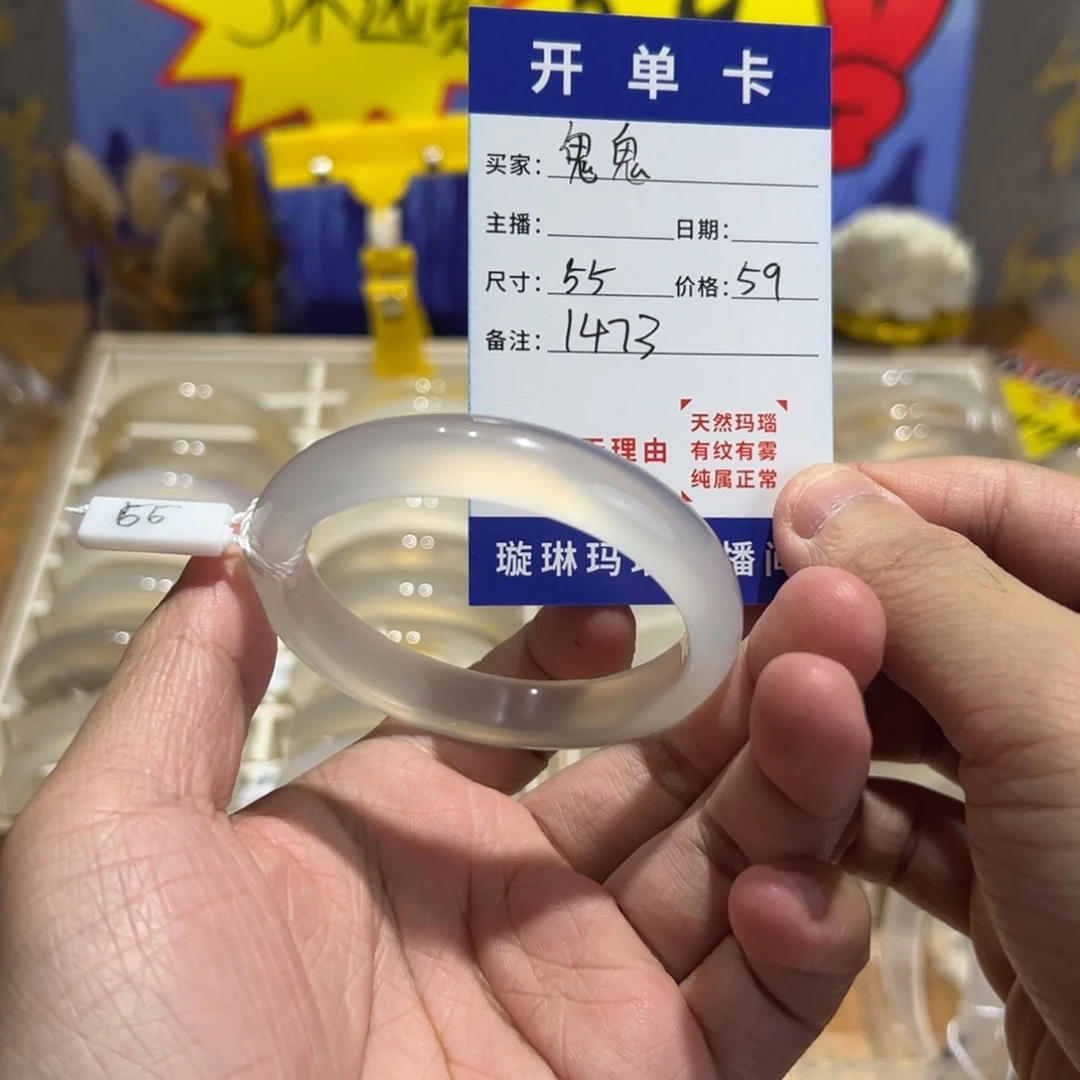 开单卡
买家: 鬼鬼
主播: 日期:
尺寸: 55 价格: 59
备注: 1473
天然玛瑙
理由 有纹有雾
纯属正常
55
璇琳玛 播间